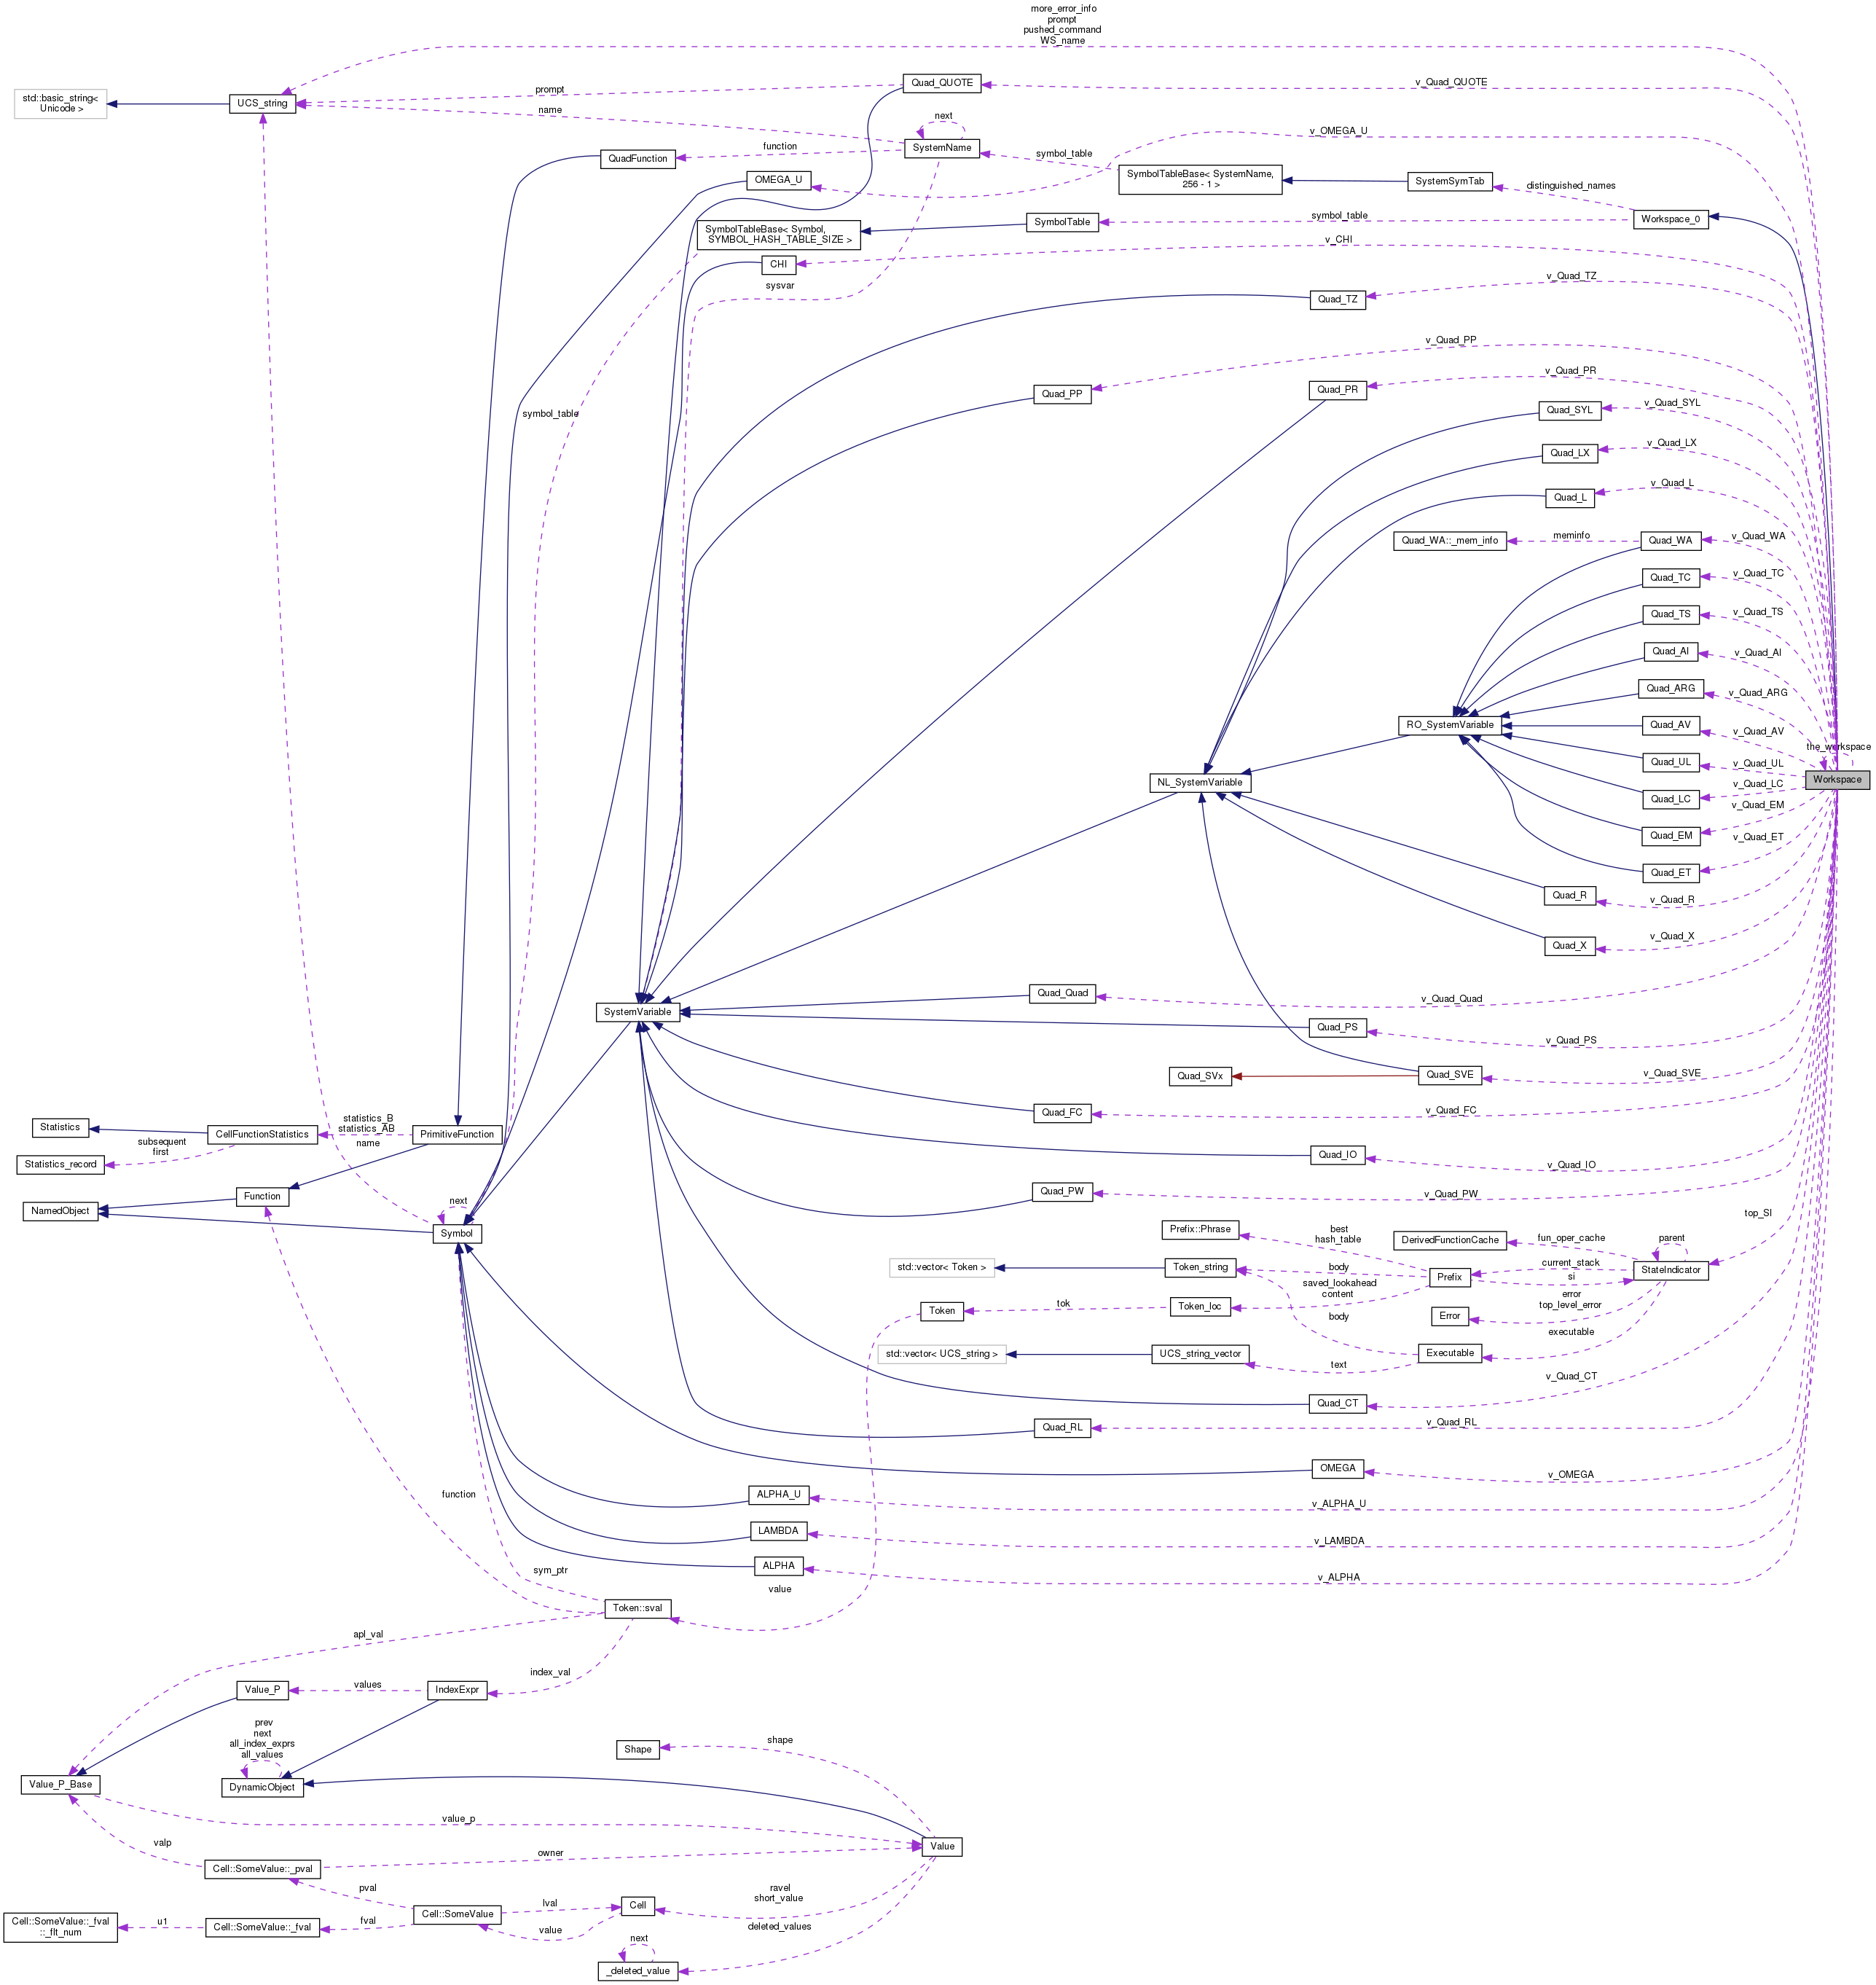 more_error_info
prompt
pushed_command
WS_name
Quad_QUOTE
v_Quad_QUOTE
std::basic_string<
Unicode >
UCS_string
prompt
name
next
SystemName
v_OMEGA_U
function
QuadFunction
symbol_table
OMEGA_U
SymbolTableBase< SystemName,
256 - 1 >
SystemSymTab
distinguished_names
SymbolTableBase< Symbol,
SYMBOL_HASH_TABLE_SIZE >
SymbolTable
symbol_table
Workspace_0
v_CHI
CHI
sysvar
v_Quad_TZ
Quad_TZ
v_Quad_PP
Quad_PP
Quad_PR
v_Quad_PR
symbol_table
Quad_SYL
v_Quad_SYL
Quad_LX
v_Quad_LX
Quad_L
v_Quad_L
Quad_WA::_mem_info
meminfo
Quad_WA
v_Quad_WA
Quad_TC
v_Quad_TC
Quad_TS
v_Quad_TS
Quad_AI
v_Quad_AI
Quad_ARG
v_Quad_ARG
RO_SystemVariable
Quad_AV
v_Quad_AV
the_workspace
Quad_UL
v_Quad_UL
Workspace
NL_SystemVariable
Quad_LC
v_Quad_LC
Quad_EM
v_Quad_EM
Quad_ET
v_Quad_ET
Quad_R
v_Quad_R
Quad_X
v_Quad_X
Quad_Quad
v_Quad_Quad
SystemVariable
Quad_PS
v_Quad_PS
Quad_SVx
Quad_SVE
v_Quad_SVE
Quad_FC
v_Quad_FC
Statistics
CellFunctionStatistics
statistics_B
statistics_AB
PrimitiveFunction
subsequent
first
name
Statistics_record
Quad_IO
v_Quad_IO
Function
Quad_PW
v_Quad_PW
NamedObject
next
Symbol
top_SI
Prefix::Phrase
best
hash_table
DerivedFunctionCache
fun_oper_cache
parent
StateIndicator
std::vector< Token >
Token_string
body
Prefix
current_stack
si
saved_lookahead
content
Token
tok
Token_loc
Error
error
top_level_error
body
executable
std::vector< UCS_string >
UCS_string_vector
text
Executable
Quad_CT
v_Quad_CT
Quad_RL
v_Quad_RL
OMEGA
v_OMEGA
function
ALPHA_U
v_ALPHA_U
LAMBDA
v_LAMBDA
ALPHA
v_ALPHA
sym_ptr
value
Token::sval
apl_val
index_val
Value_P
values
IndexExpr
prev
next
all_index_exprs
all_values
Shape
shape
Value_P_Base
DynamicObject
value_p
Value
valp
owner
Cell::SomeValue::_pval
pval
ravel
short_value
Cell::SomeValue::_fval
::_flt_num
u1
Cell::SomeValue::_fval
fval
Cell::SomeValue
lval
value
Cell
deleted_values
next
_deleted_value